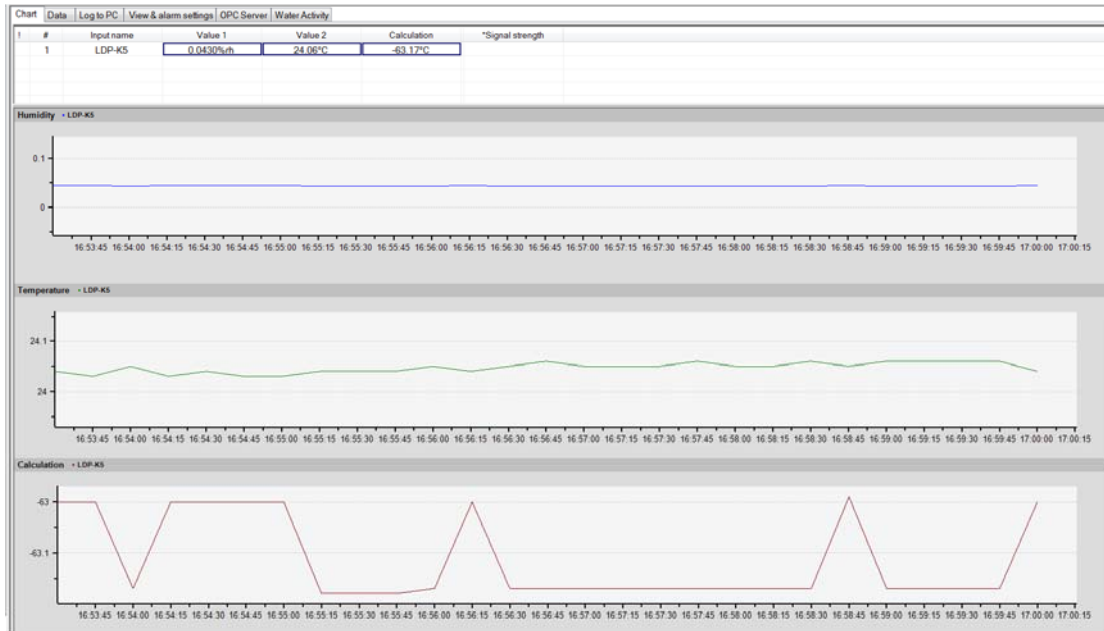 Chart Data Log to PC View & alarm settings OPC Server Water Activity
! # Input name Value 1 Value 2 Calculation *Signal strength
1 LDP-K5 0.0430%rh 24.06°C -63.17°C
Humidity • LDP-K5
0.1
0
16:53:45 16:54:00 16:54:15 16:54:30 16:54:45 16:55:00 16:55:15 16:55:30 16:55:45 16:56:00 16:56:15 16:56:30 16:56:45 16:57:00 16:57:15 16:57:30 16:57:45 16:58:00 16:58:15 16:58:30 16:58:45 16:59:00 16:59:15 16:59:30 16:59:45 17:00:00 17:00:15
Temperature • LDP-K5
24.1
24
16:53:45 16:54:00 16:54:15 16:54:30 16:54:45 16:55:00 16:55:15 16:55:30 16:55:45 16:56:00 16:56:15 16:56:30 16:56:45 16:57:00 16:57:15 16:57:30 16:57:45 16:58:00 16:58:15 16:58:30 16:58:45 16:59:00 16:59:15 16:59:30 16:59:45 17:00:00 17:00:15
Calculation • LDP-K5
-63
-63.1
16:53:45 16:54:00 16:54:15 16:54:30 16:54:45 16:55:00 16:55:15 16:55:30 16:55:45 16:56:00 16:56:15 16:56:30 16:56:45 16:57:00 16:57:15 16:57:30 16:57:45 16:58:00 16:58:15 16:58:30 16:58:45 16:59:00 16:59:15 16:59:30 16:59:45 17:00:00 17:00:15